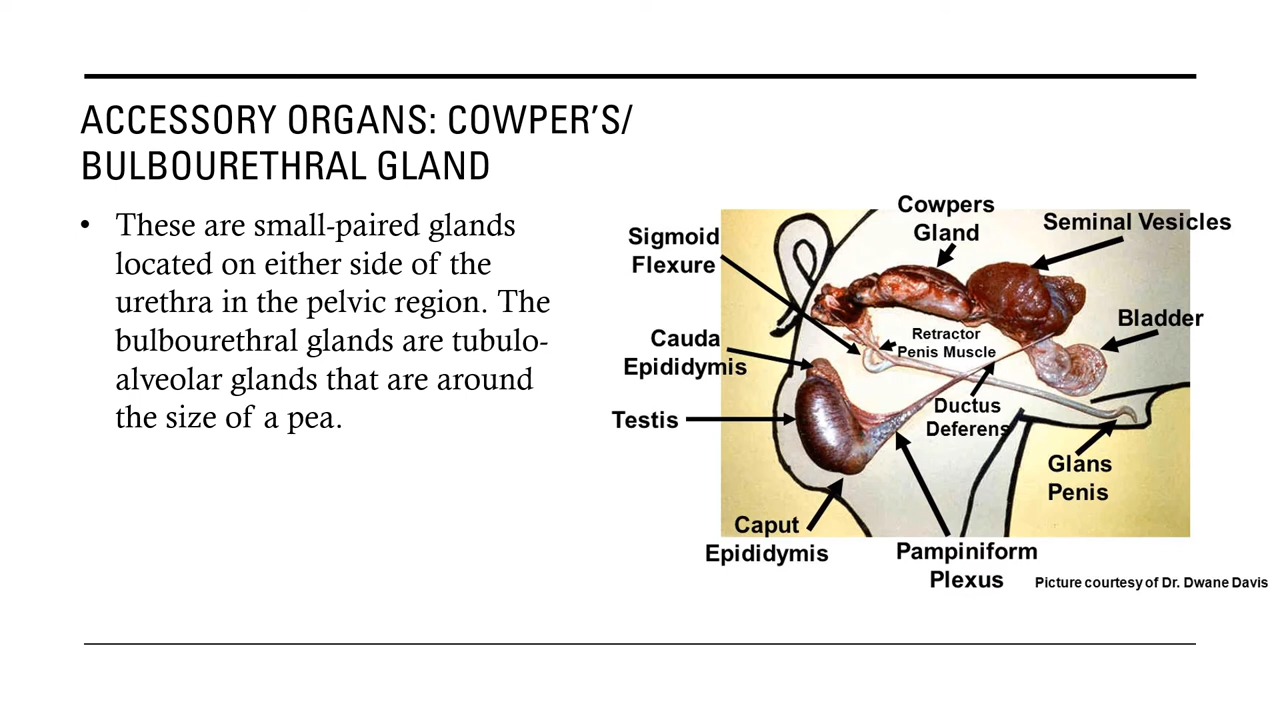 ACCESSORY ORGANS: COWPER’S/
BULBOURETHRAL GLAND
• These are small-paired glands
located on either side of the
urethra in the pelvic region. The
bulbourethral glands are tubulo-
alveolar glands that are around
the size of a pea.
Cowpers
Gland
Seminal Vesicles
Sigmoid
Flexure
Bladder
Retractor
Penis Muscle
Cauda
Epididymis
Ductus
Deferens
Testis
Glans
Penis
Caput
Epididymis
Pampiniform
Plexus
Picture courtesy of Dr. Dwane Davis